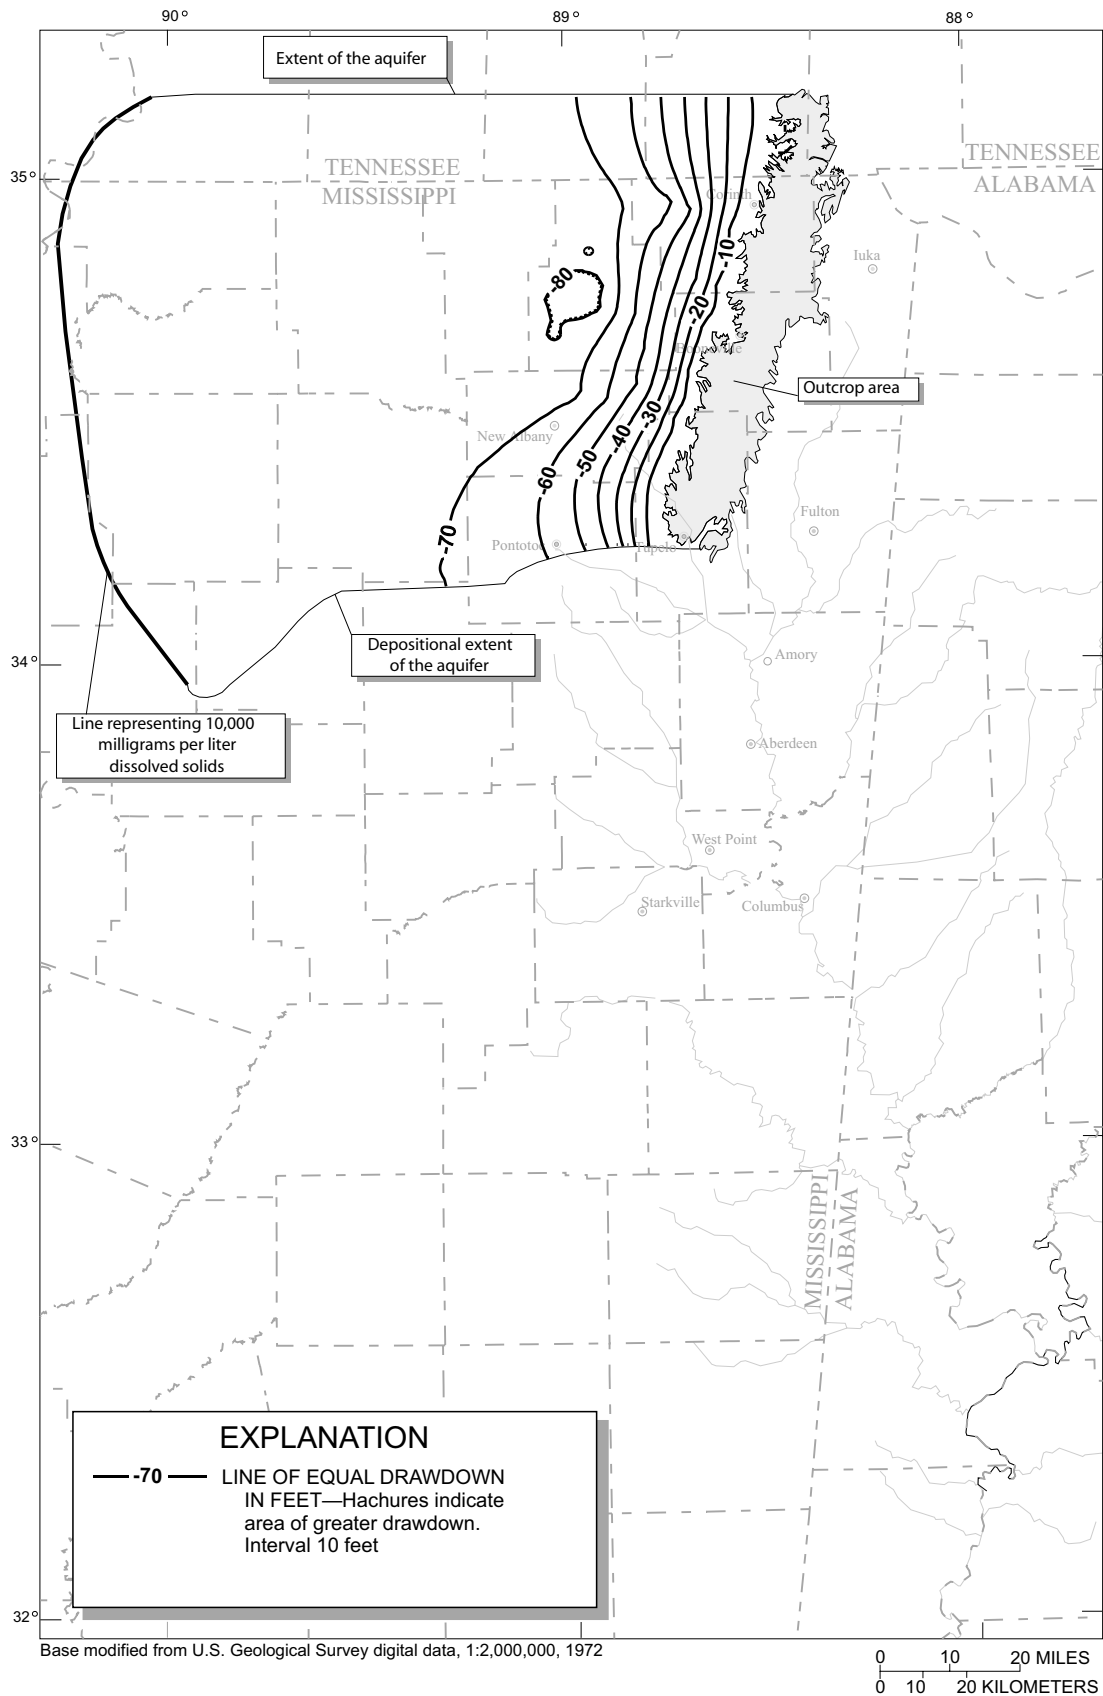 90 o
89 o
88 o
Extent of the aquifer
TENNESSEE
MISSISSIPPI
TENNESSEE
ALABAMA
35 o
Corinth
-10
Iuka
-80
-20
Booneville
Outcrop area
-30
-40
New Albany
-50
-60
Fulton
-70
Pontotoc
Tupelo
Depositional extent
of the aquifer
34 o
Amory
Line representing 10,000
milligrams per liter
dissolved solids
Aberdeen
West Point
Starkville
Columbus
33 o
MISSISSIPPI
ALABAMA
EXPLANATION
-70
LINE OF EQUAL DRAWDOWN
IN FEET—Hachures indicate
area of greater drawdown.
Interval 10 feet
32 o
Base modified from U.S. Geological Survey digital data, 1:2,000,000, 1972
0 10 20 MILES
0 10 20 KILOMETERS